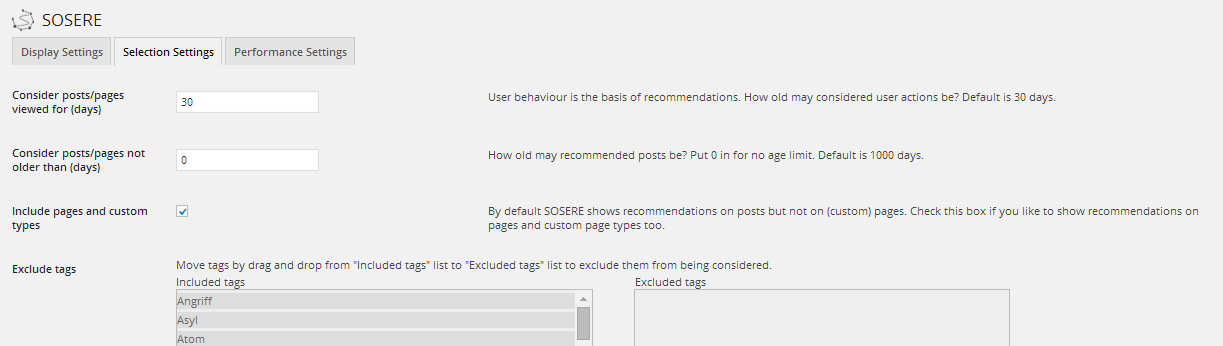 SOSERE
Display Settings
Selection Settings
Performance Settings
Consider posts/pages
viewed for (days)
30
User behaviour is the basis of recommendations. How old may considered user actions be? Default is 30 days.
Consider posts/pages not
older than (days)
0
How old may recommended posts be? Put 0 in for no age limit. Default is 1000 days.
Include pages and custom
types
By default SOSERE shows recommendations on posts but not on (custom) pages. Check this box if you like to show recommendations on
pages and custom page types too.
Exclude tags
Move tags by drag and drop from "Included tags" list to "Excluded tags" list to exclude them from being considered.
Included tags
Excluded tags
Angriff
Asyl
Atom